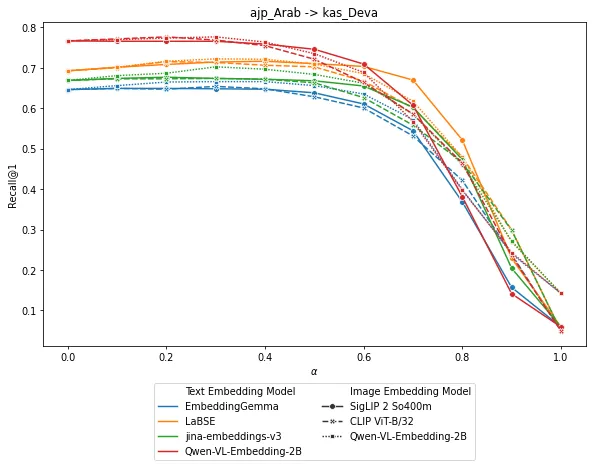 ajp_Arab -> kas_Deva
Recall@1
0.8
0.7
0.6
0.5
0.4
0.3
0.2
0.1
0.0
0.2
0.4
0.6
0.8
1.0
α
Text Embedding Model
EmbeddingGemma
LaBSE
jina-embeddings-v3
Qwen-VL-Embedding-2B
Image Embedding Model
SigLIP 2 So400m
CLIP ViT-B/32
Qwen-VL-Embedding-2B